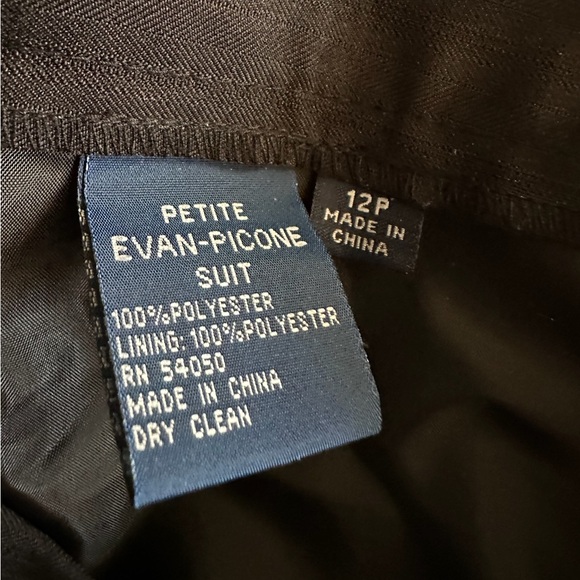 PETITE
EVAN-PICONE
SUIT
100%POLYESTER
LINING: 100%POLYESTER
RN 54050
MADE IN CHINA
DRY CLEAN
12P
MADE IN
CHINA